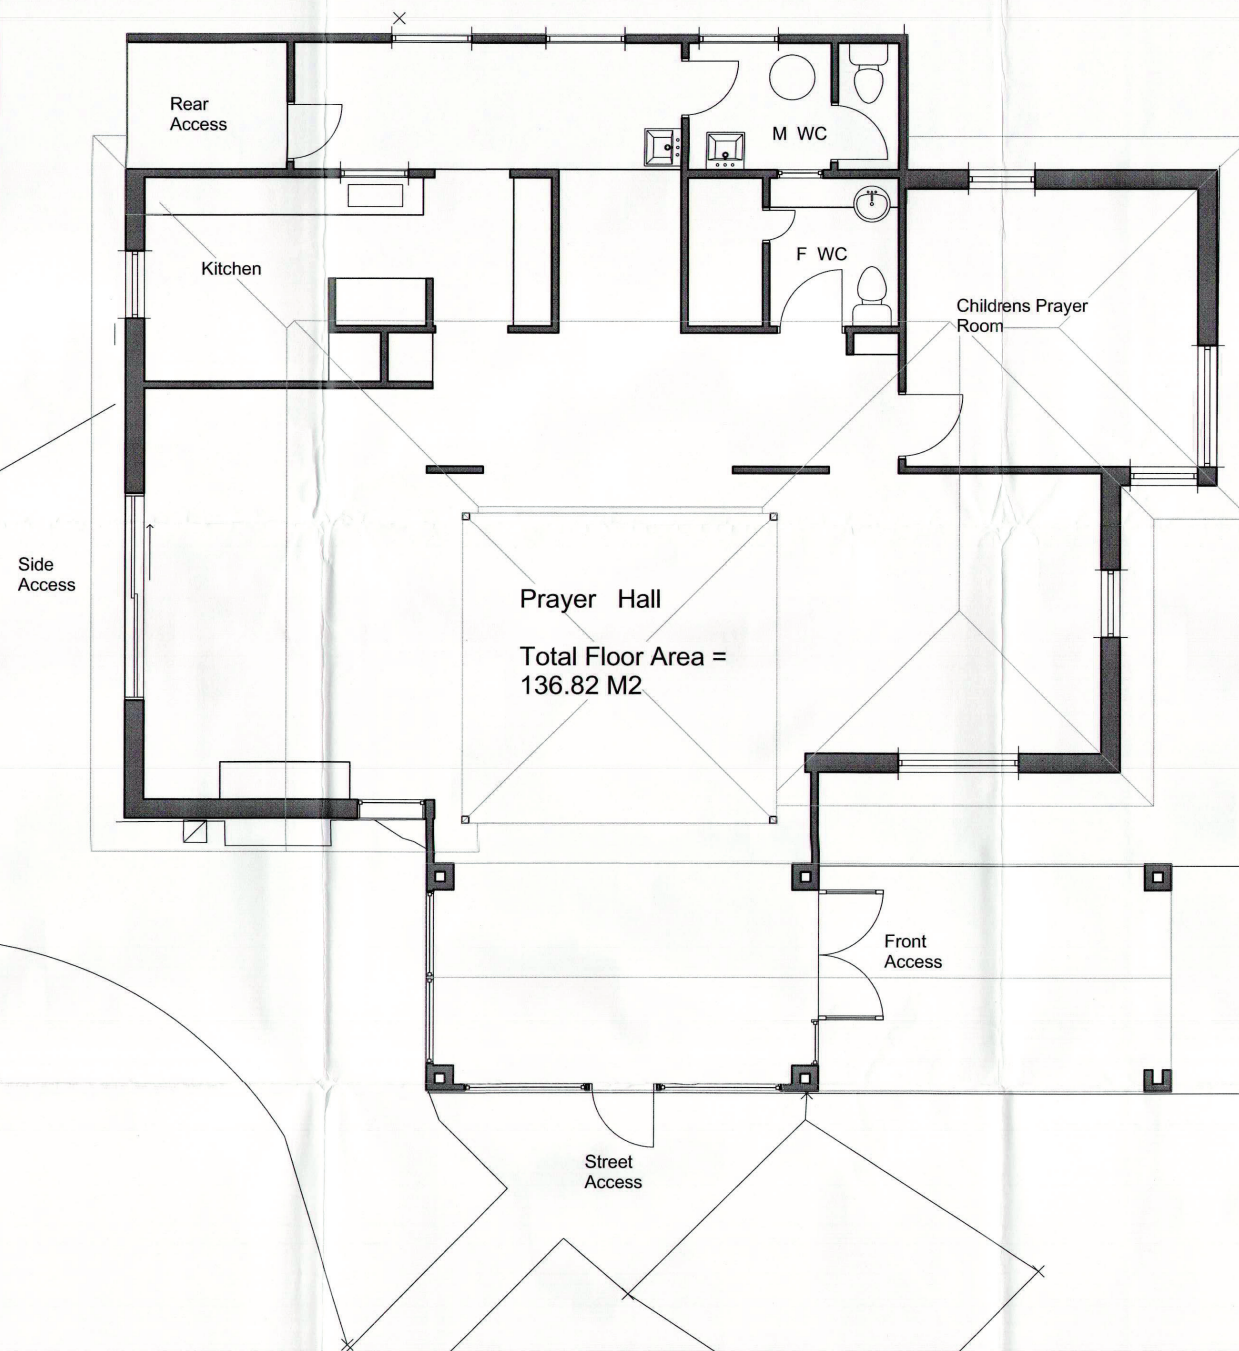 Rear
Access
M WC
Kitchen
F WC
Childrens Prayer
Room
Side
Access
Prayer Hall
Total Floor Area =
136.82 M2
Front
Access
Street
Access